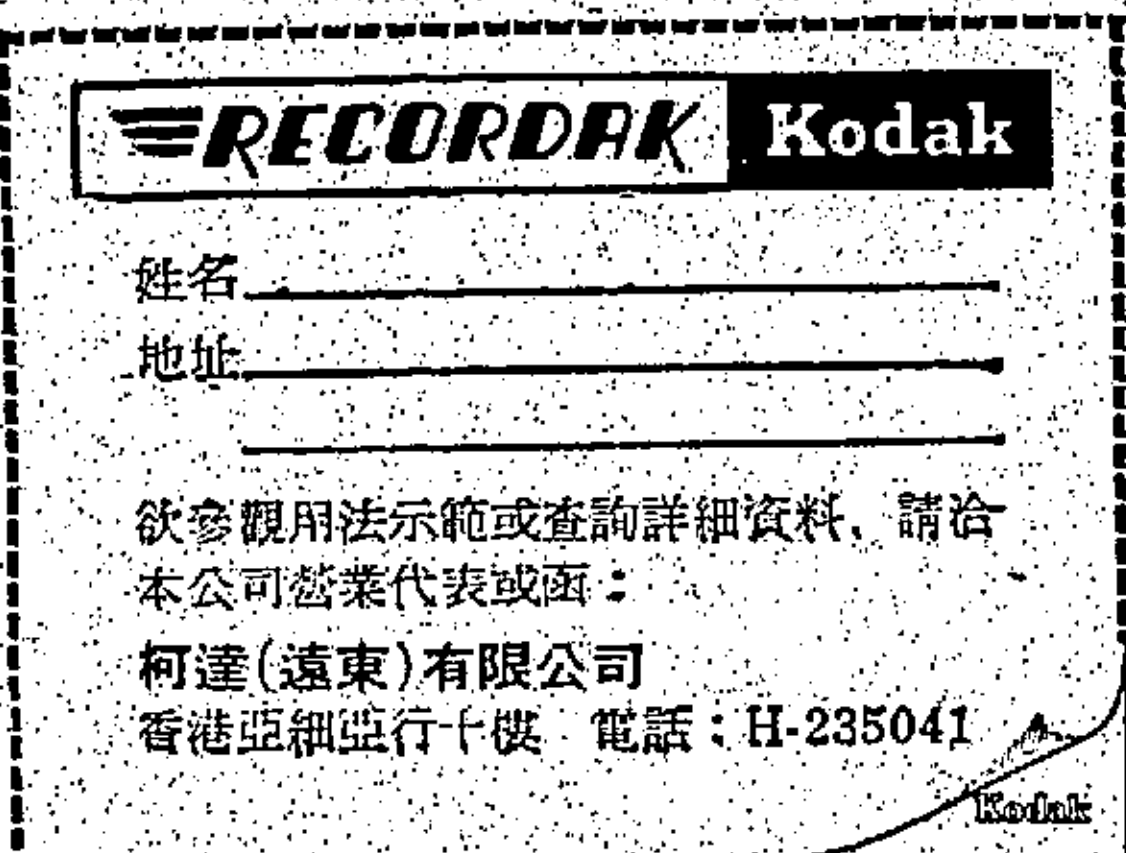 RECORDAK Kodak
姓名
地址
欲參觀用法示範或查詢詳細資料，請洽
本公司營業代表或函：
柯達(遠東)有限公司
香港亞細亞行十樓 電話：H-235041
Kodak